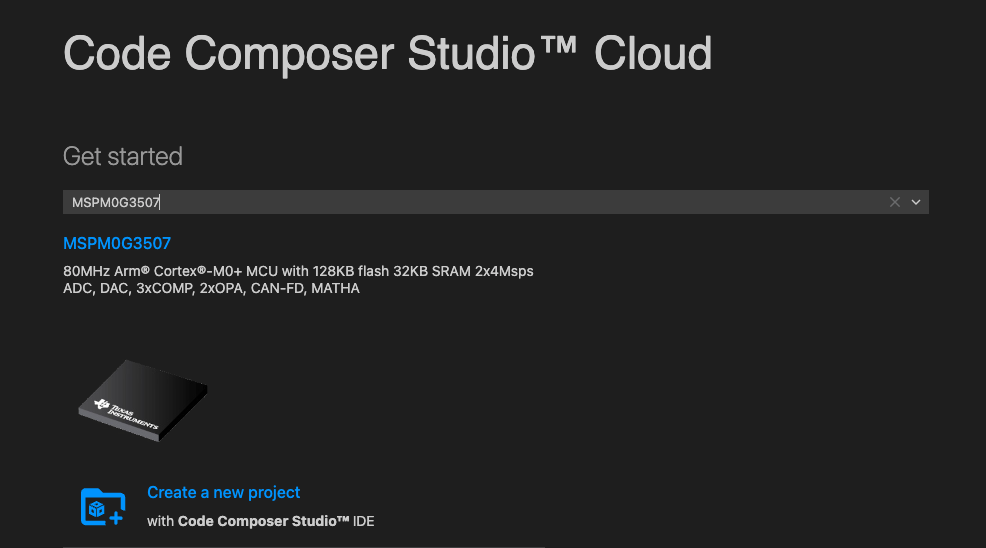 Code Composer Studio™ Cloud
Get started
MSPM0G3507
MSPM0G3507
80MHz Arm® Cortex®-M0+ MCU with 128KB flash 32KB SRAM 2x4Msps
ADC, DAC, 3xCOMP, 2xOPA, CAN-FD, MATHA
TEXAS
INSTRUMENTS
Create a new project
with Code Composer Studio™ IDE